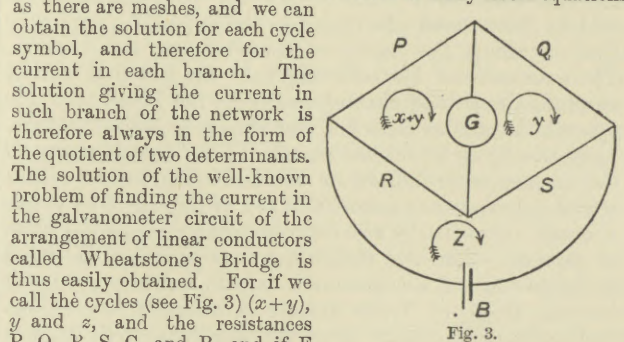 as there are meshes, and we can
obtain the solution for each cycle
symbol, and therefore for the
current in each branch. The
solution giving the current in
such branch of the network is
therefore always in the form of
the quotient of two determinants.
The solution of the well-known
problem of finding the current in
the galvanometer circuit of the
arrangement of linear conductors
called Wheatstone's Bridge is
thus easily obtained. For if we
call the cycles (see Fig. 3) (x+y),
y and z, and the resistances
P
Q
x+y
G
y
R
S
Z
B
Fig. 3.